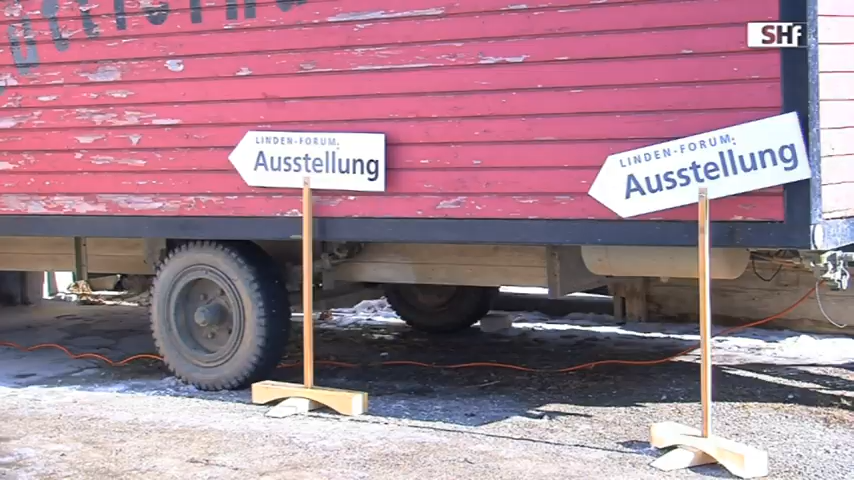 SHf
LINDEN-FORUM:
Ausstellung
LINDEN-FORUM:
Ausstellung